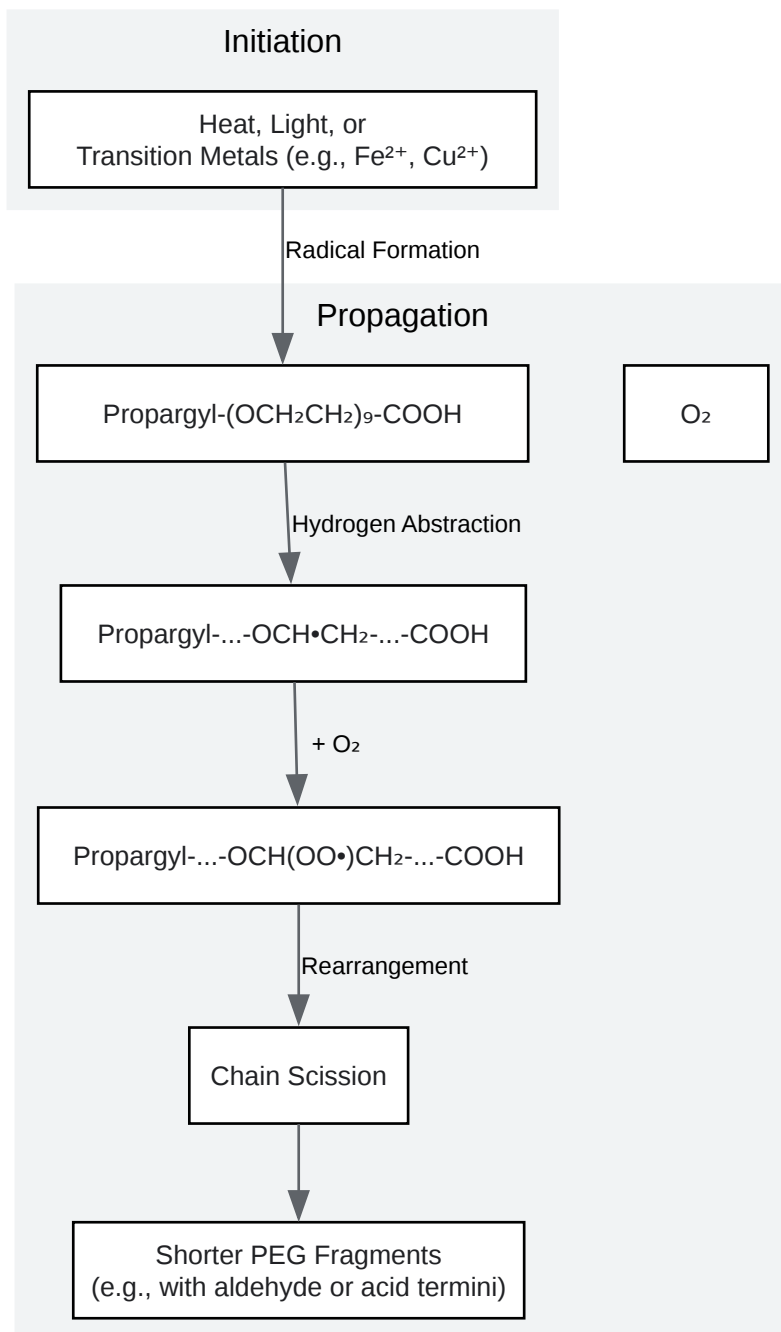 Initiation
Heat, Light, or
Transition Metals (e.g., Fe²⁺, Cu²⁺)
Radical Formation
Propagation
Propargyl-(OCH₂CH₂)₉-COOH
O₂
Hydrogen Abstraction
Propargyl-...-OCH•CH₂-...-COOH
+ O₂
Propargyl-...-OCH(OO•)CH₂-...-COOH
Rearrangement
Chain Scission
Shorter PEG Fragments
(e.g., with aldehyde or acid termini)